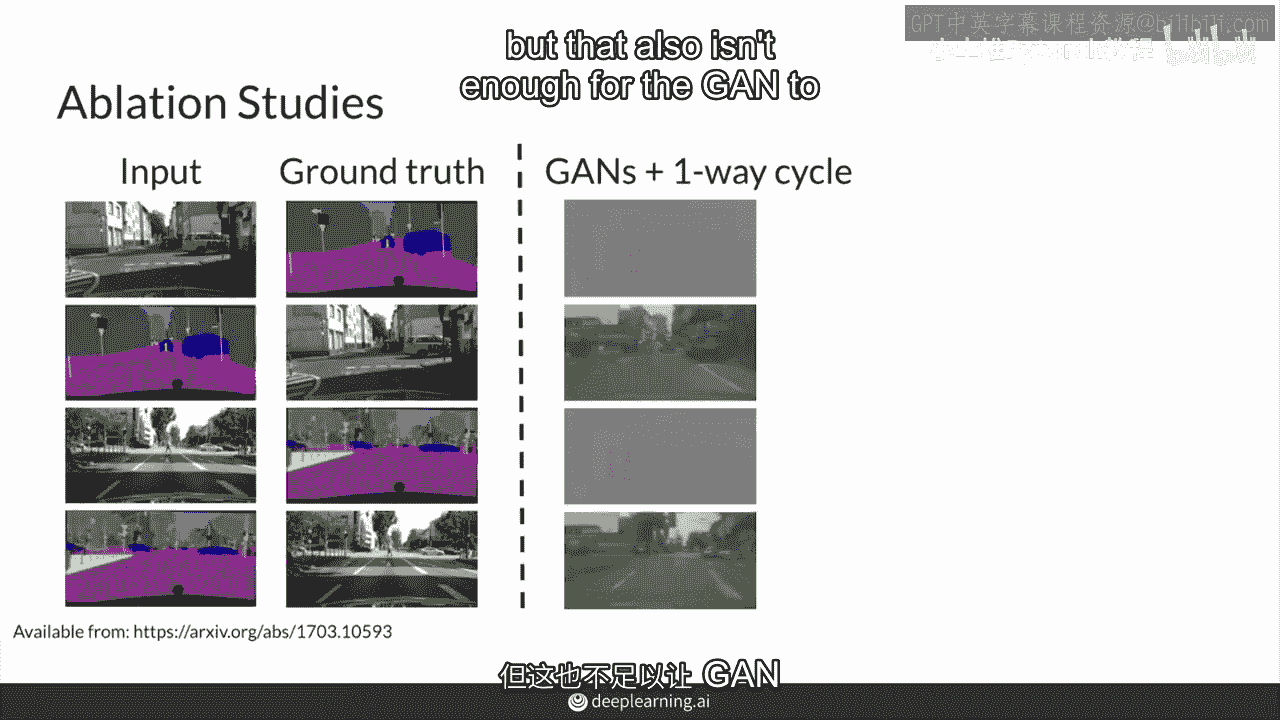 GPT中英字幕课程资源@bilibili.com
but that also isn't
enough for the GAN to
Ablation Studies
Input
Ground truth
GANs + 1-way cycle
Available from: https://arxiv.org/abs/1703.10593
但这也不足以让 GAN
deeplearning.ai